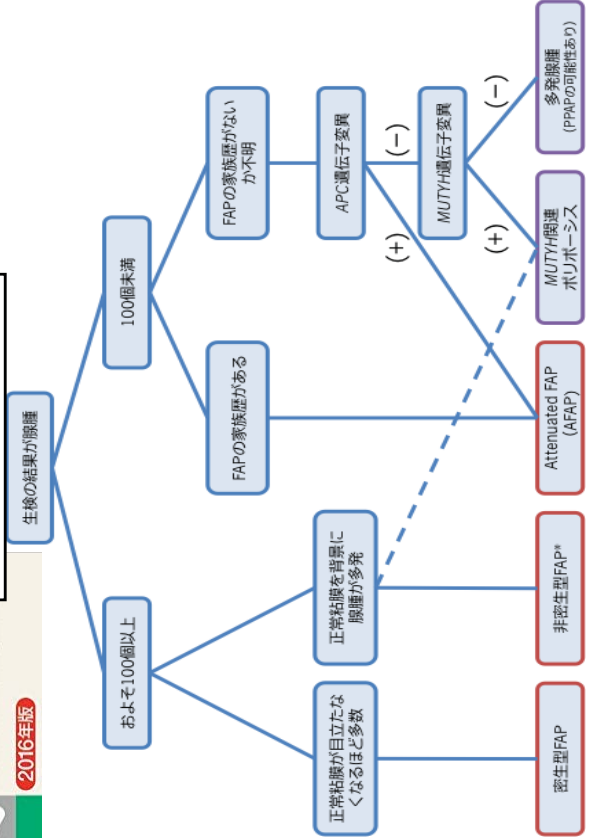 2016年版
生検の結果が腺腫
およそ100個以上
100個未満
正常粘膜が目立たな
くなるほど多数
正常粘膜を背景に
腺腫が多発
FAPの家族歴がある
FAPの家族歴がない
か不明
APC遺伝子変異
(+)
(-)
MUTYH遺伝子変異
(+)
(-)
密生型FAP
非密生型FAP*
Attenuated FAP
(AFAP)
MUTYH関連
ポリポーシス
多発腺腫
(PPAPの可能性あり)